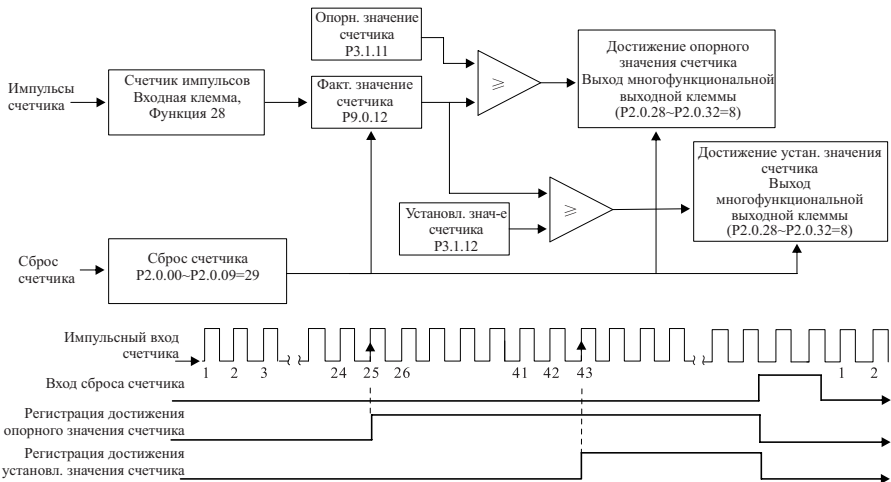 Импульсы
счетчика
Счетчик импульсов
Входная клемма,
Функция 28
Опорн. значение
счетчика
P3.1.11
Факт. значение
счетчика
P9.0.12
≥
Достижение опорного
значения счетчика
Выход многофункциональной
выходной клеммы
(P2.0.28~P2.0.32=8)
Установл. знач-е
счетчика
P3.1.12
≥
Достижение устан. значения
счетчика
Выход
многофункциональной
выходной клеммы
(P2.0.28~P2.0.32=8)
Сброс
счетчика
Сброс счетчика
P2.0.00~P2.0.09=29
Импульсный вход
счетчика
1 2 3 24 25 26 41 42 43 1 2
Вход сброса счетчика
Регистрация достижения
опорного значения счетчика
Регистрация достижения
установл. значения счетчика